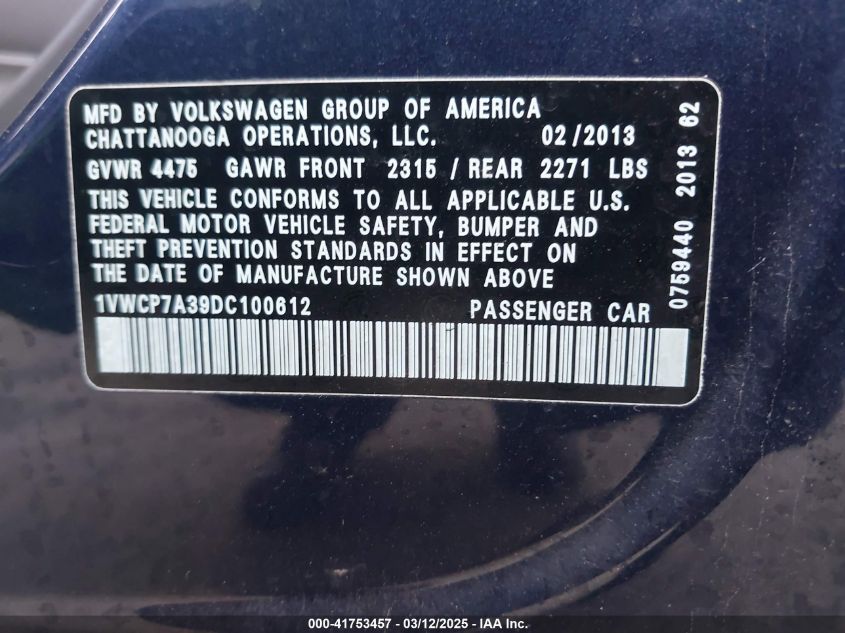 MFD BY VOLKSWAGEN GROUP OF AMERICA
CHATTANOOGA OPERATIONS, LLC. 02/2013
GVWR 4475 GAWR FRONT 2315 / REAR 2271 LBS
THIS VEHICLE CONFORMS TO ALL APPLICABLE U.S.
FEDERAL MOTOR VEHICLE SAFETY, BUMPER AND
THEFT PREVENTION STANDARDS IN EFFECT ON
THE DATE OF MANUFACTURE SHOWN ABOVE
1VWCP7A39DC100612 PASSENGER CAR
0759440 2013 62
000-41753457 - 03/12/2025 - IAA Inc.